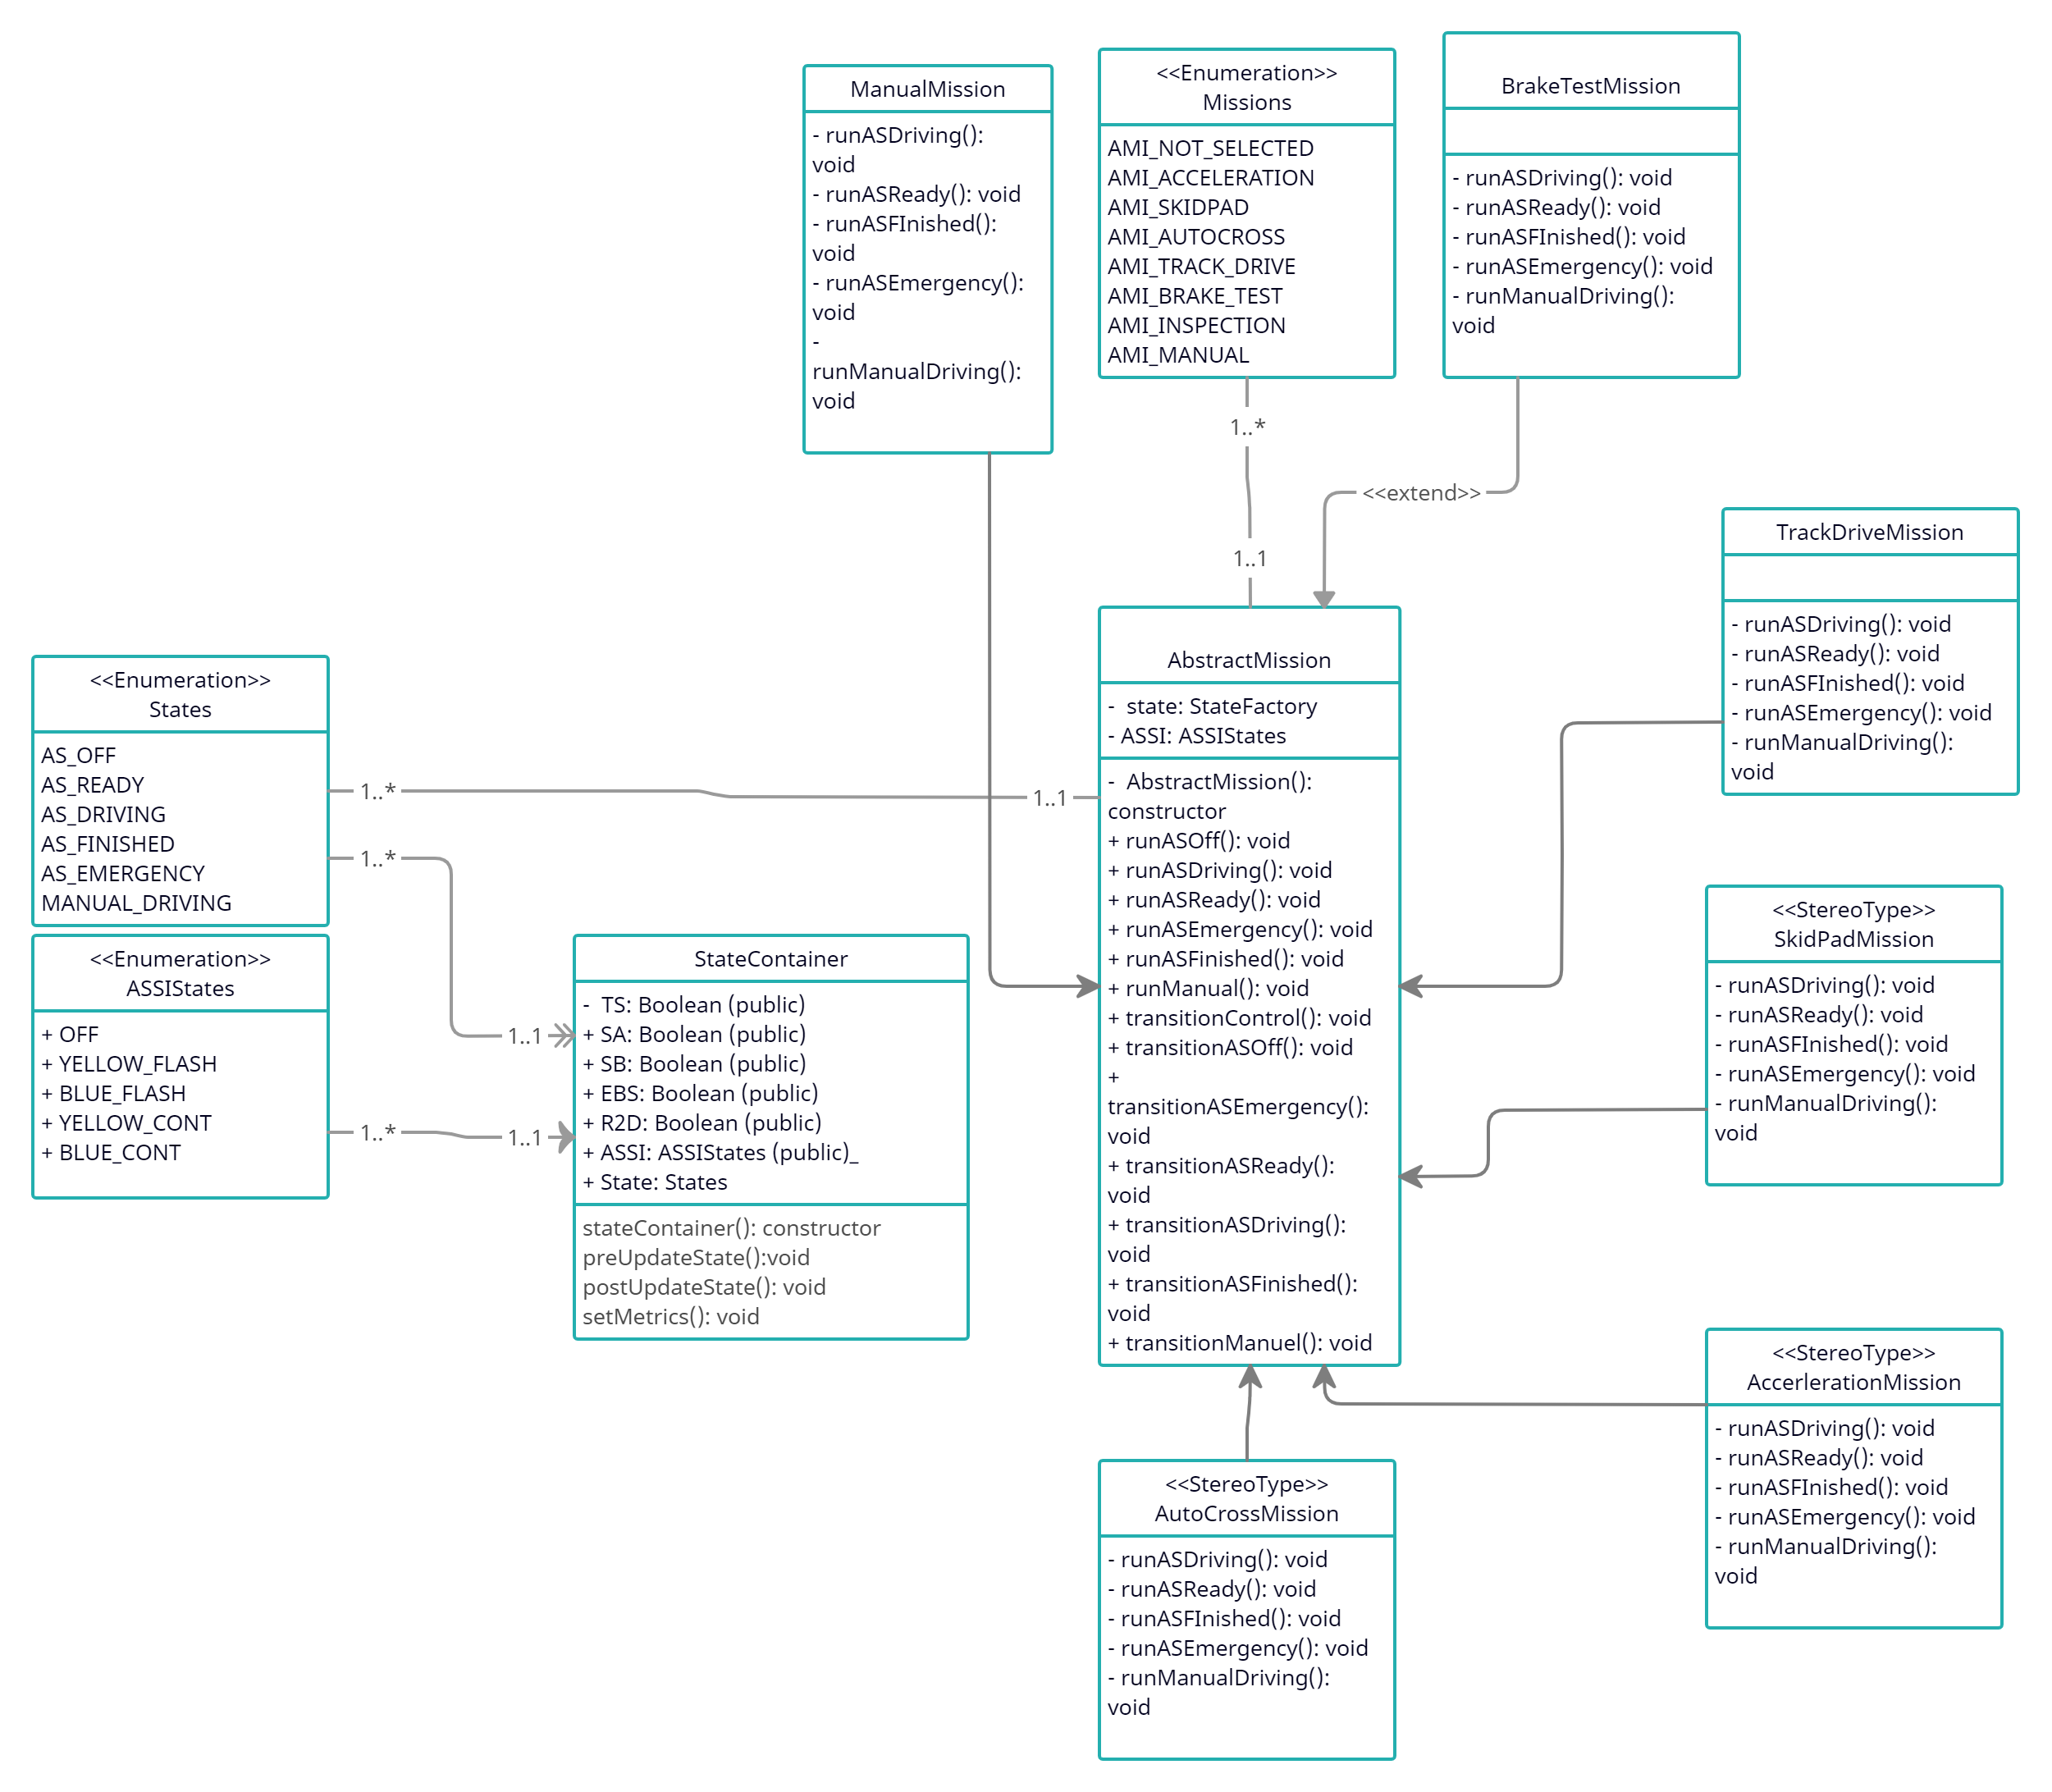 ManualMission
- runASDriving():
void
- runASReady(): void
- runASFInished():
void
- runASEmergency():
void
-
runManualDriving():
void
<<Enumeration>>
Missions
AMI_NOT_SELECTED
AMI_ACCELERATION
AMI_SKIDPAD
AMI_AUTOCROSS
AMI_TRACK_DRIVE
AMI_BRAKE_TEST
AMI_INSPECTION
AMI_MANUAL
BrakeTestMission
- runASDriving(): void
- runASReady(): void
- runASFInished(): void
- runASEmergency(): void
- runManualDriving():
void
1..*
<<extend>>
1..1
TrackDriveMission
- runASDriving(): void
- runASReady(): void
- runASFInished(): void
- runASEmergency(): void
- runManualDriving():
void
<<Enumeration>>
States
AS_OFF
AS_READY
AS_DRIVING
AS_FINISHED
AS_EMERGENCY
MANUAL_DRIVING
1..*
1..1
1..*
1..1
<<Enumeration>>
ASSIStates
+ OFF
+ YELLOW_FLASH
+ BLUE_FLASH
+ YELLOW_CONT
+ BLUE_CONT
1..*
1..1
StateContainer
-  TS: Boolean (public)
+ SA: Boolean (public)
+ SB: Boolean (public)
+ EBS: Boolean (public)
+ R2D: Boolean (public)
+ ASSI: ASSIStates (public)_
+ State: States
stateContainer(): constructor
preUpdateState():void
postUpdateState(): void
setMetrics(): void
AbstractMission
-  state: StateFactory
- ASSI: ASSIStates
-  AbstractMission():
constructor
+ runASOff(): void
+ runASDriving(): void
+ runASReady(): void
+ runASEmergency(): void
+ runASFinished(): void
+ runManual(): void
+ transitionControl(): void
+ transitionASOff(): void
+
transitionASEmergency():
void
+ transitionASReady():
void
+ transitionASDriving():
void
+ transitionASFinished():
void
+ transitionManuel(): void
<<StereoType>>
SkidPadMission
- runASDriving(): void
- runASReady(): void
- runASFInished(): void
- runASEmergency(): void
- runManualDriving():
void
<<StereoType>>
AccerlerationMission
- runASDriving(): void
- runASReady(): void
- runASFInished(): void
- runASEmergency(): void
- runManualDriving():
void
<<StereoType>>
AutoCrossMission
- runASDriving(): void
- runASReady(): void
- runASFInished(): void
- runASEmergency(): void
- runManualDriving():
void